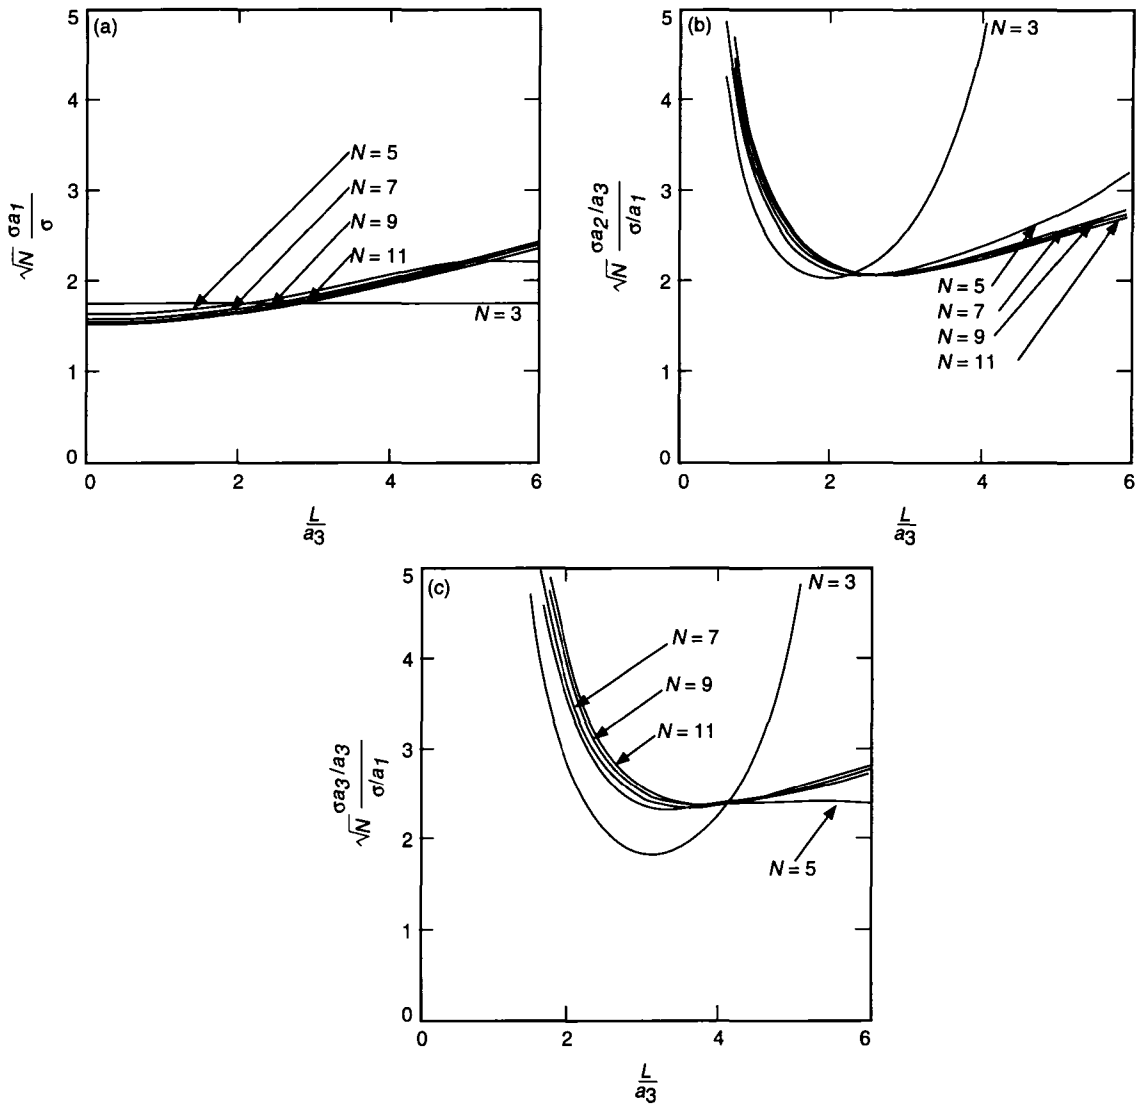 (a)
5
4
3
2
1
0
√N σa1/σ
N = 5
N = 7
N = 9
N = 11
N = 3
0 2 4 6
L/a3
(b)
5
4
3
2
1
0
√N σa2/a3 / σ/a1
N = 3
N = 5
N = 7
N = 9
N = 11
0 2 4 6
L/a3
(c)
5
4
3
2
1
0
√N σa3/a3 / σ/a1
N = 3
N = 7
N = 9
N = 11
N = 5
0 2 4 6
L/a3